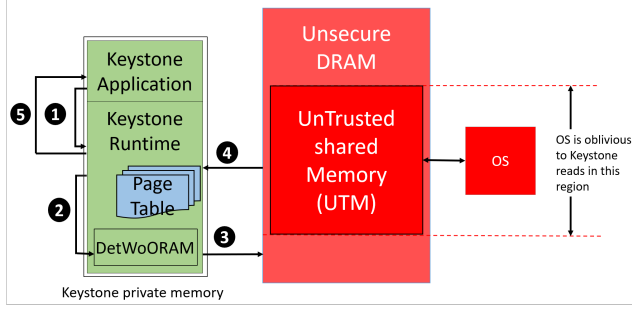 Keystone
Application
5
1
Keystone
Runtime
Page
Table
2
DetWoORAM
3
4
Keystone private memory
Unsecure
DRAM
UnTrusted
shared
Memory
(UTM)
OS
OS is oblivious
to Keystone
reads in this
region